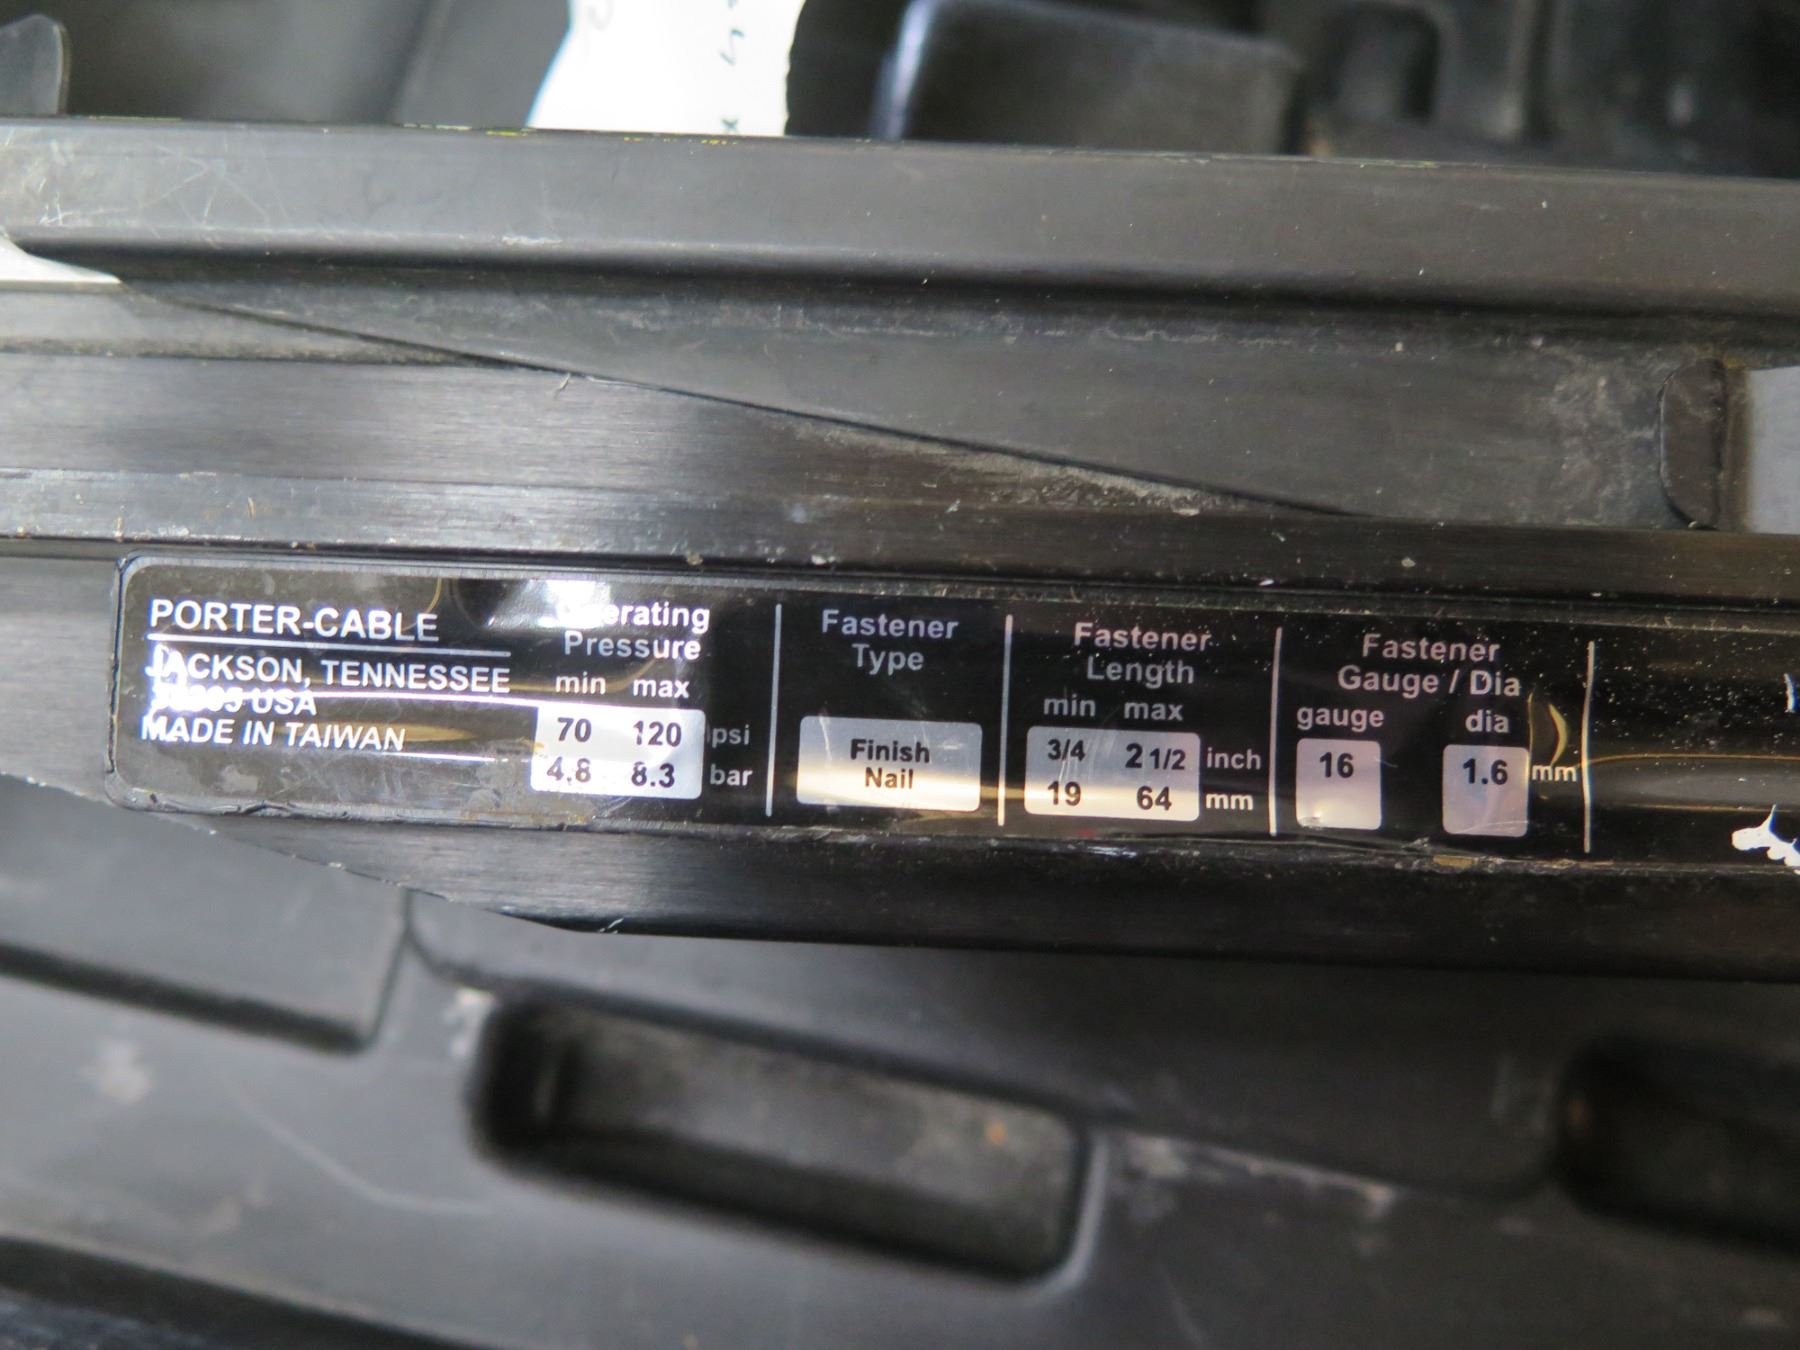 PORTER-CABLE
JACKSON, TENNESSEE
USA
MADE IN TAIWAN
Operating
Pressure
min max
70 120 psi
4.8 8.3 bar
Fastener
Type
Finish
Nail
Fastener
Length
min max
3/4 2 1/2 inch
19 64 mm
Fastener
Gauge / Dia
gauge dia
16 1.6 mm